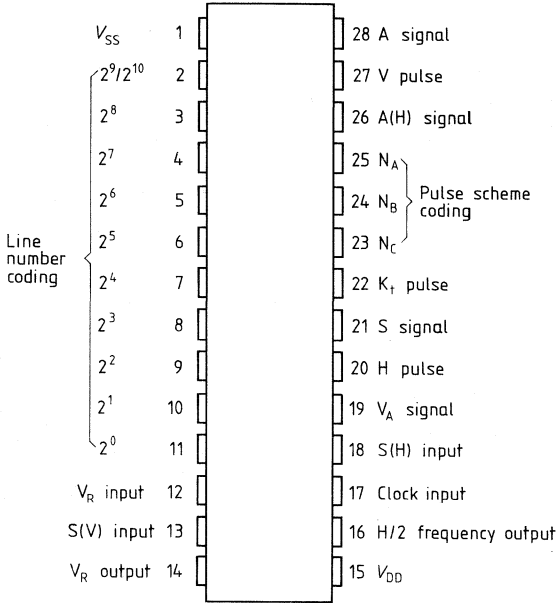 V_SS 1
2^9/2^10 2
2^8 3
2^7 4
2^6 5
2^5 6
2^4 7
2^3 8
2^2 9
2^1 10
2^0 11
Line
number
coding
V_R input 12
S(V) input 13
V_R output 14
28 A signal
27 V pulse
26 A(H) signal
25 N_A
24 N_B
23 N_C
Pulse scheme
coding
22 K_t pulse
21 S signal
20 H pulse
19 V_A signal
18 S(H) input
17 Clock input
16 H/2 frequency output
15 V_DD